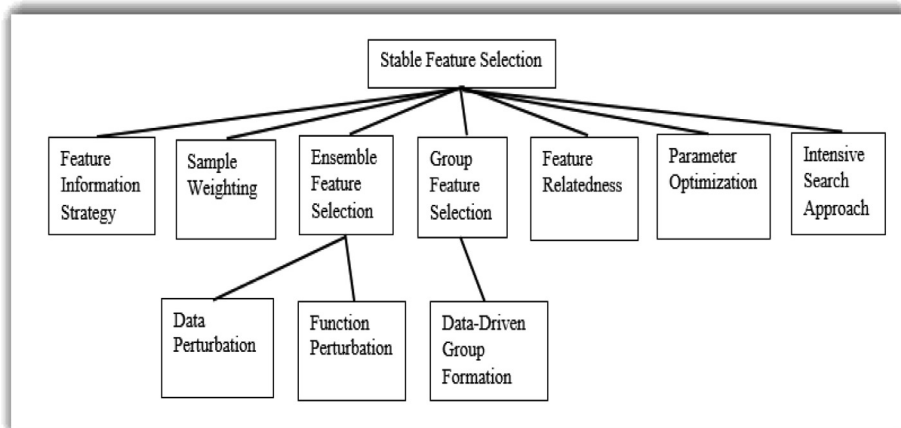 Stable Feature Selection
Feature
Information
Strategy
Sample
Weighting
Ensemble
Feature
Selection
Group
Feature
Selection
Feature
Relatedness
Parameter
Optimization
Intensive
Search
Approach
Data
Perturbation
Function
Perturbation
Data-Driven
Group
Formation